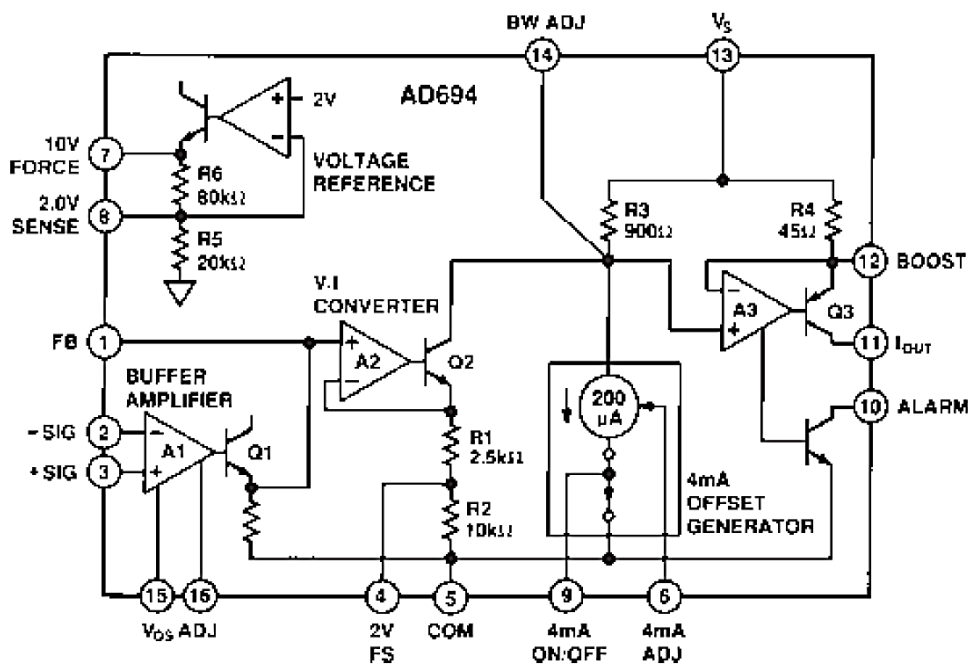 BW ADJ
V_S
14
13
AD694
2V
+
−
10V
FORCE
7
VOLTAGE
REFERENCE
R6
80kΩ
2.0V
SENSE
8
R5
20kΩ
R3
900Ω
R4
45Ω
12
BOOST
V-I
CONVERTER
−
A3
+
Q3
FB
1
+
A2
−
Q2
11
I_OUT
BUFFER
AMPLIFIER
200
µA
10
ALARM
−SIG
2
−
A1
Q1
+SIG
3
+
R1
2.5kΩ
4mA
OFFSET
GENERATOR
R2
10kΩ
15
16
4
5
9
6
V_OS ADJ
2V
FS
COM
4mA
ON/OFF
4mA
ADJ